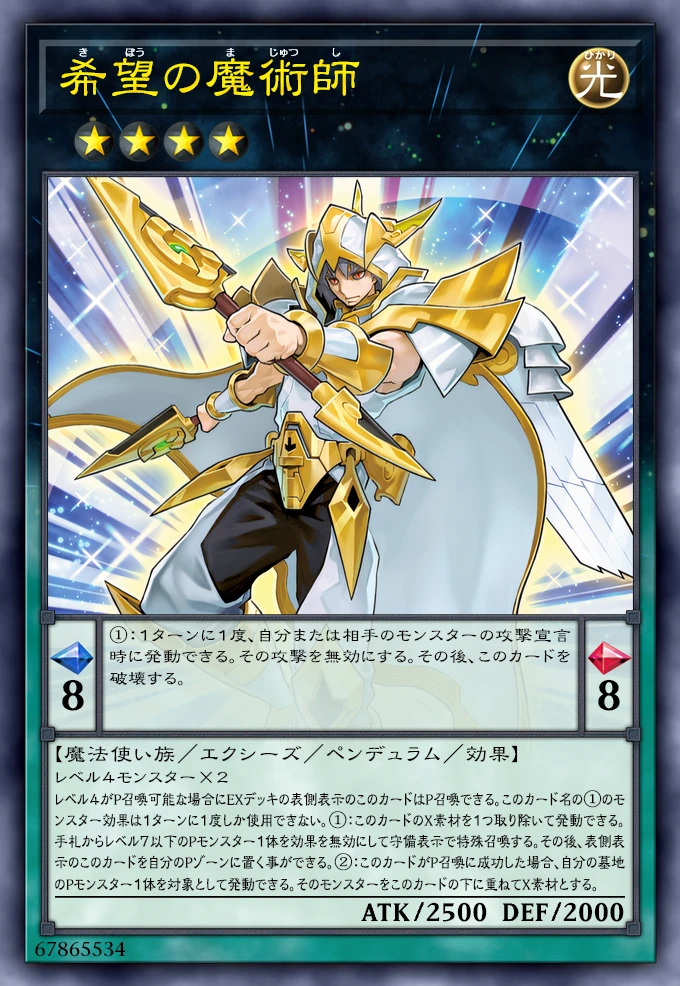 希望の魔術師
きぼうのまじゅつし
光
ひかり
①：1ターンに1度、自分または相手のモンスターの攻撃宣言
時に発動できる。その攻撃を無効にする。その後、このカードを
破壊する。
8
8
【魔法使い族／エクシーズ／ペンデュラム／効果】
レベル4モンスター×2
レベル4がP召喚可能な場合にEXデッキの表側表示のこのカードはP召喚できる。このカード名の①のモ
ンスター効果は1ターンに1度しか使用できない。①：このカードのX素材を1つ取り除いて発動できる。
手札からレベル7以下のPモンスター1体を効果を無効にして守備表示で特殊召喚する。その後、表側表
示のこのカードを自分のPゾーンに置く事ができる。②：このカードがP召喚に成功した場合、自分の墓地
のPモンスター1体を対象として発動できる。そのモンスターをこのカードの下に重ねてX素材とする。
ATK/2500 DEF/2000
67865534